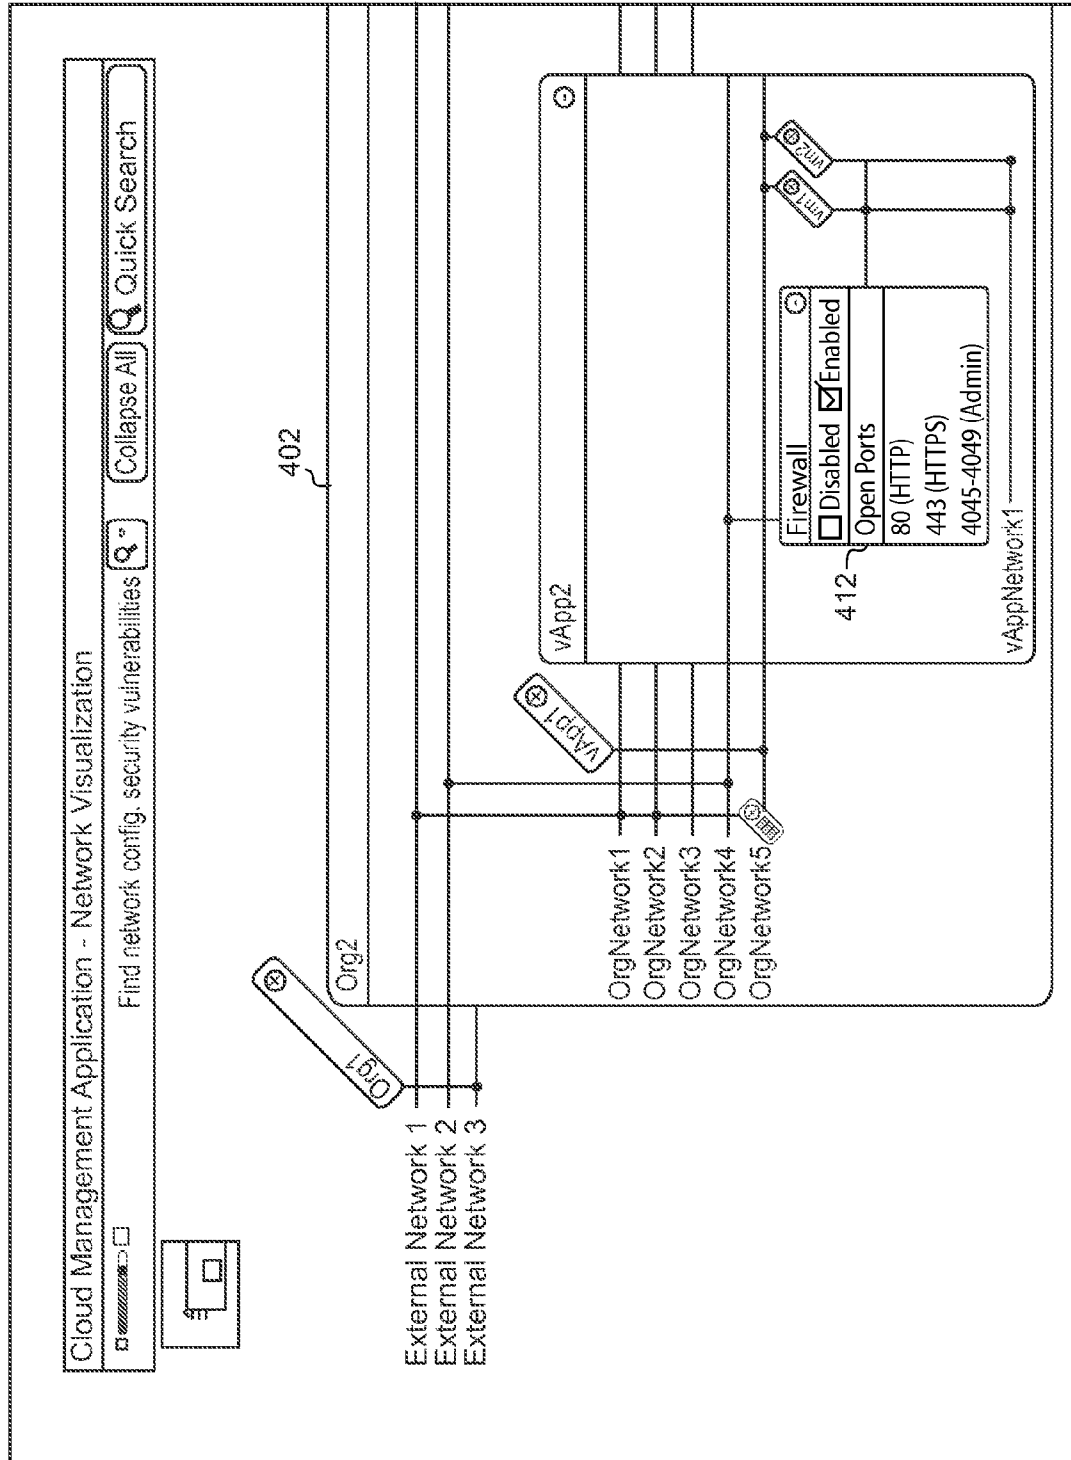 Cloud Management Application - Network Visualization
Find network config. security vulnerabilities
Collapse All
Quick Search
402
Org1
External Network 1
External Network 2
External Network 3
Org2
OrgNetwork1
OrgNetwork2
OrgNetwork3
OrgNetwork4
OrgNetwork5
vApp1
vApp2
412
Firewall
Disabled Enabled
Open Ports
80 (HTTP)
443 (HTTPS)
4045-4049 (Admin)
vm1
vm2
vAppNetwork1